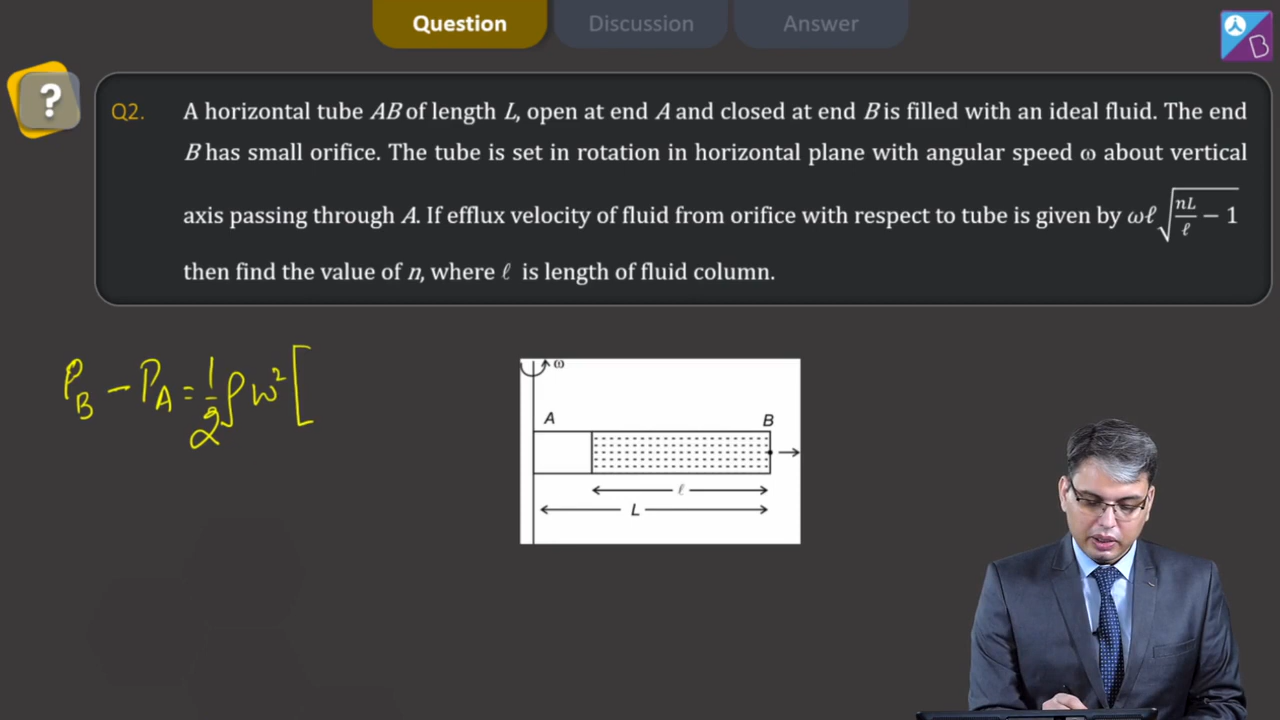 Question Discussion Answer
B
?
Q2. A horizontal tube AB of length L, open at end A and closed at end B is filled with an ideal fluid. The end
B has small orifice. The tube is set in rotation in horizontal plane with angular speed ω about vertical
axis passing through A. If efflux velocity of fluid from orifice with respect to tube is given by ωℓ√(nL/ℓ − 1)
then find the value of n, where ℓ is length of fluid column.
P_B − P_A = 1/2 ρω² [
ω
A B
ℓ
L